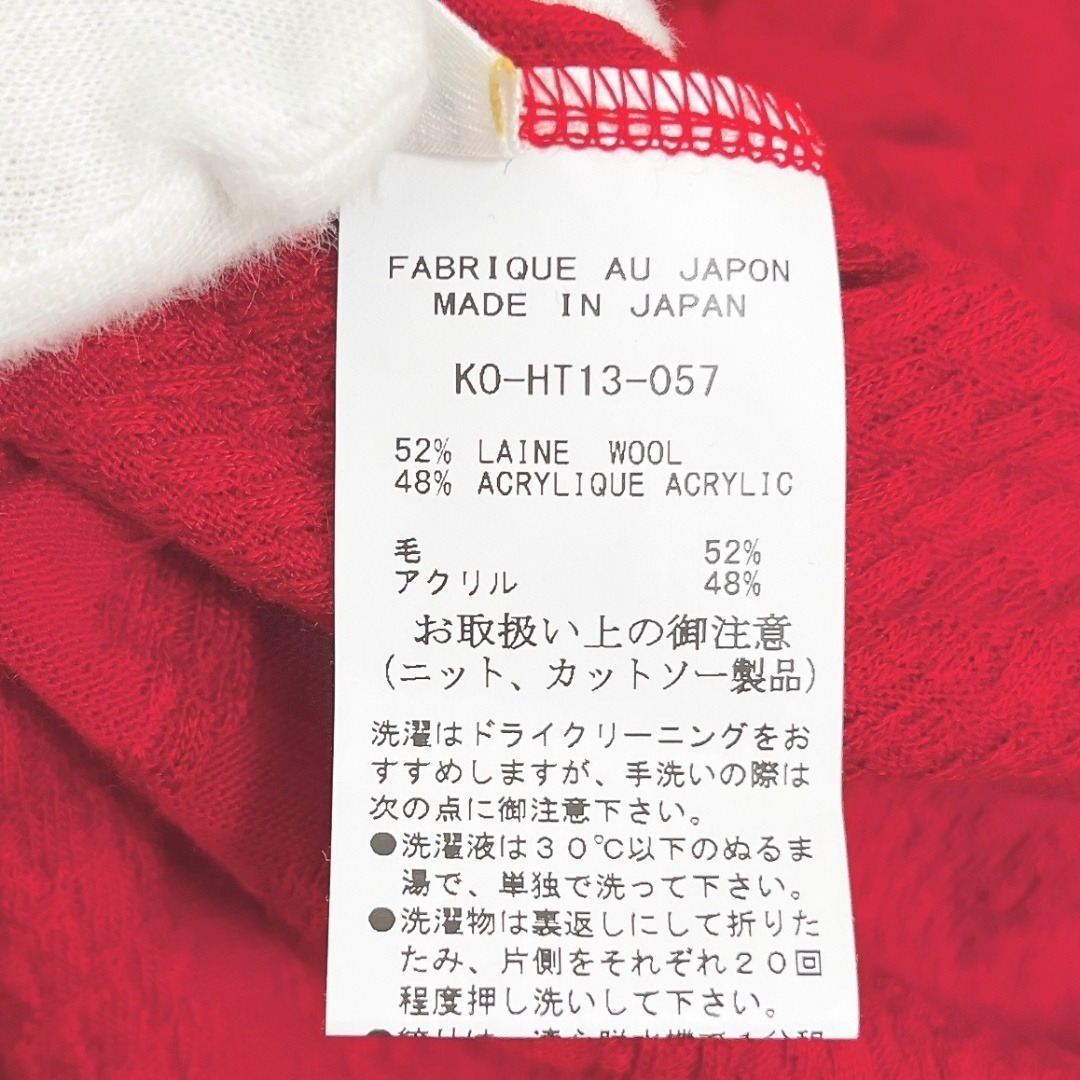 FABRIQUE AU JAPON
MADE IN JAPAN
KO-HT13-057
52% LAINE WOOL
48% ACRYLIQUE ACRYLIC
毛 52%
アクリル 48%
お取扱い上の御注意
(ニット、カットソー製品)
洗濯はドライクリーニングをお
すすめしますが、手洗いの際は
次の点に御注意下さい。
●洗濯液は30℃以下のぬるま
湯で、単独で洗って下さい。
●洗濯物は裏返しにして折りた
たみ、片側をそれぞれ20回
程度押し洗いして下さい。